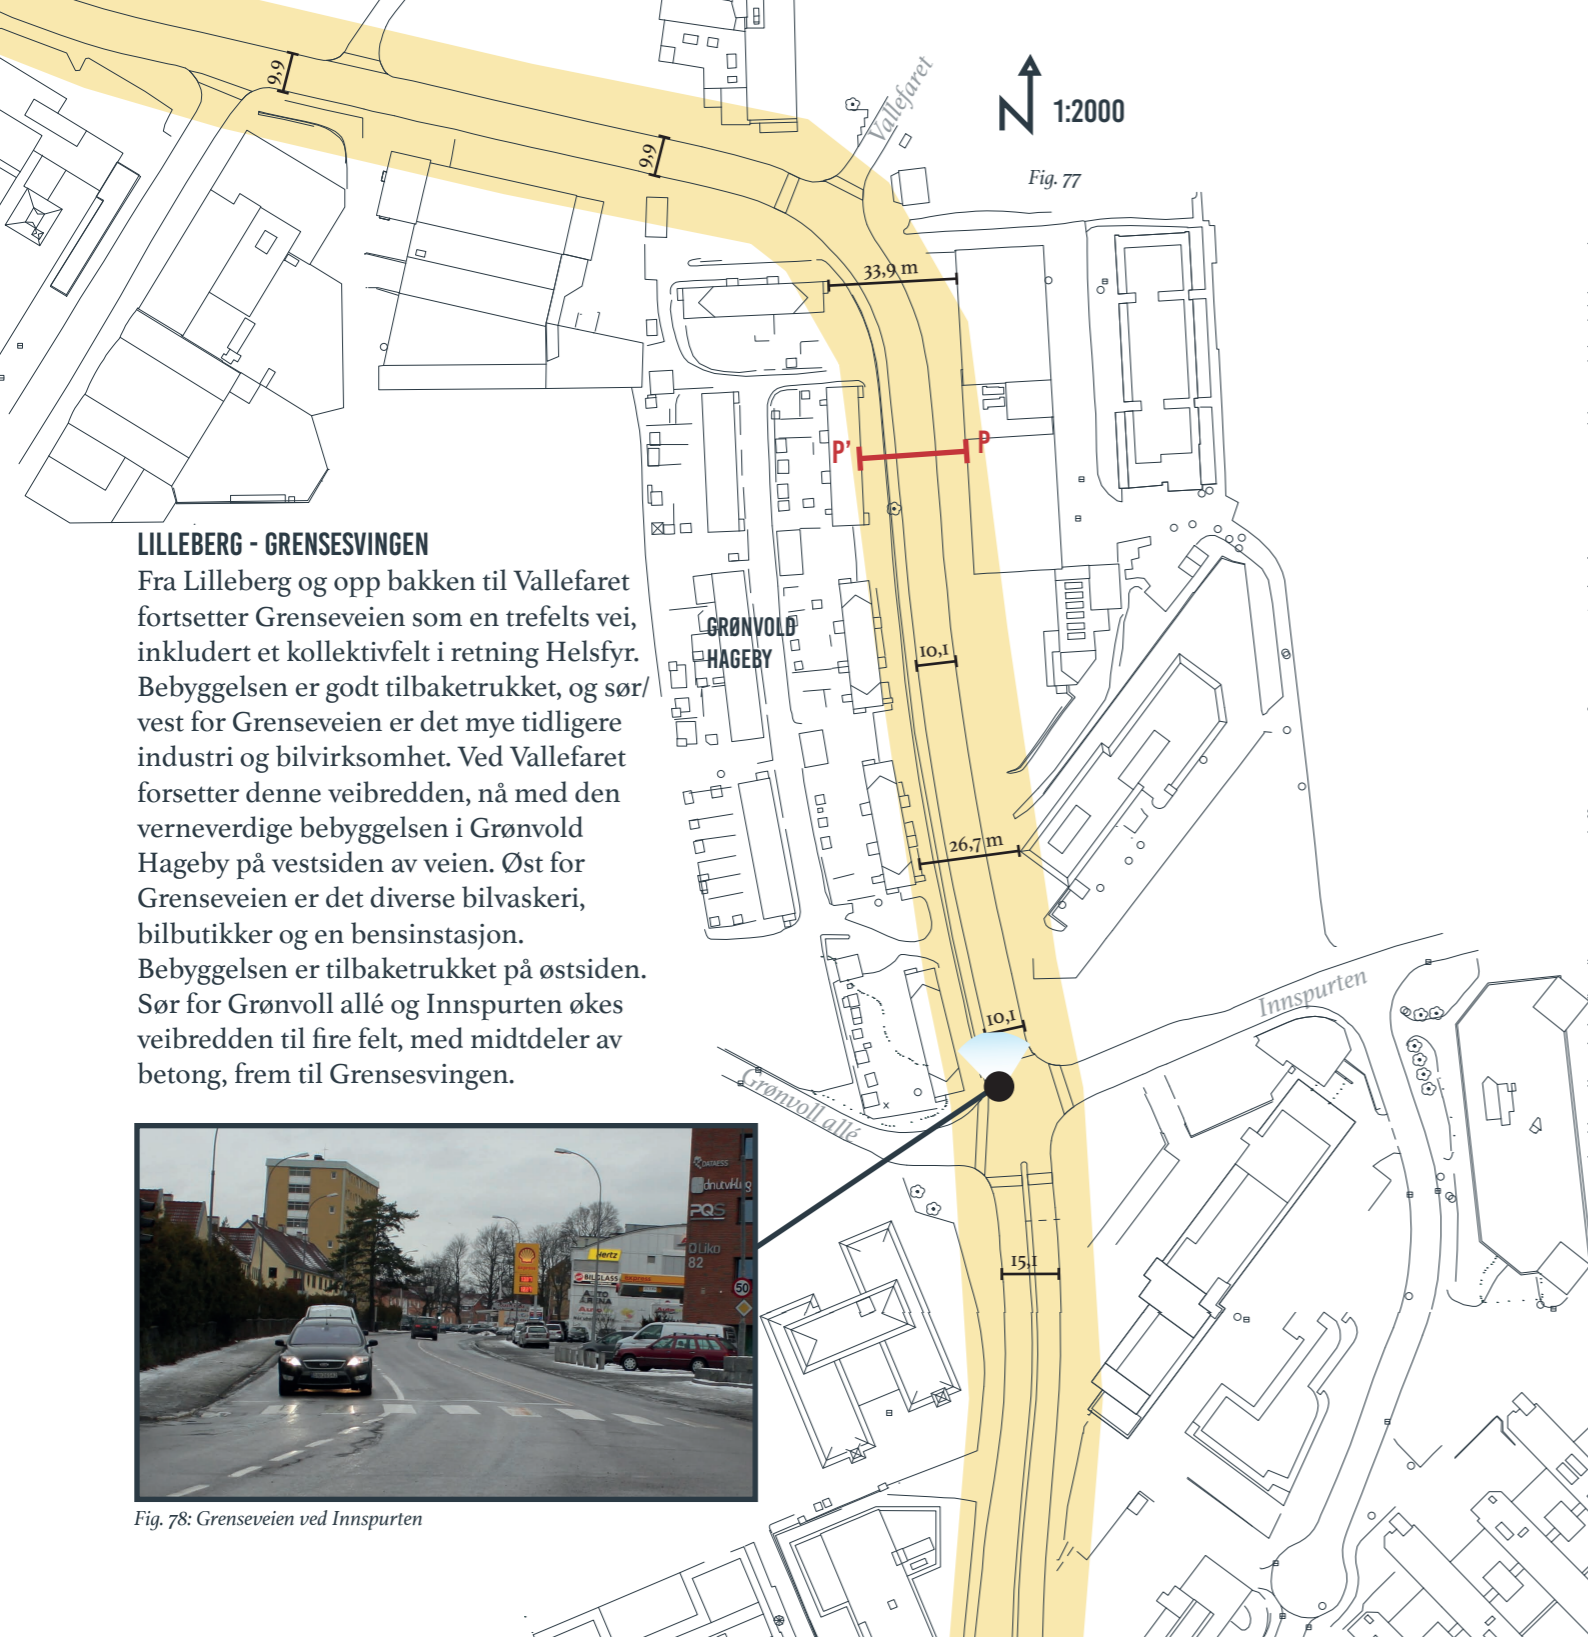 9,9
9,9
Vallefaret
1:2000
Fig. 77
33,9 m
P’
P
LILLEBERG - GRENSESVINGEN
Fra Lilleberg og opp bakken til Vallefaret
fortsetter Grenseveien som en trefelts vei,
inkludert et kollektivfelt i retning Helsfyr.
Bebyggelsen er godt tilbaketrukket, og sør/
vest for Grenseveien er det mye tidligere
industri og bilvirksomhet. Ved Vallefaret
forsetter denne veibredden, nå med den
verneverdige bebyggelsen i Grønvold
Hageby på vestsiden av veien. Øst for
Grenseveien er det diverse bilvaskeri,
bilbutikker og en bensinstasjon.
Bebyggelsen er tilbaketrukket på østsiden.
Sør for Grønvoll allé og Innspurten økes
veibredden til fire felt, med midtdeler av
betong, frem til Grensesvingen.
GRØNVOLD
HAGEBY
10,1
26,7 m
10,1
Innspurten
Grønvoll allé
15,1
DATAESS
dnutvikling
PQS
Liko
82
50
Hertz
BILGLASS
AUTO
ARENA
Fig. 78: Grenseveien ved Innspurten